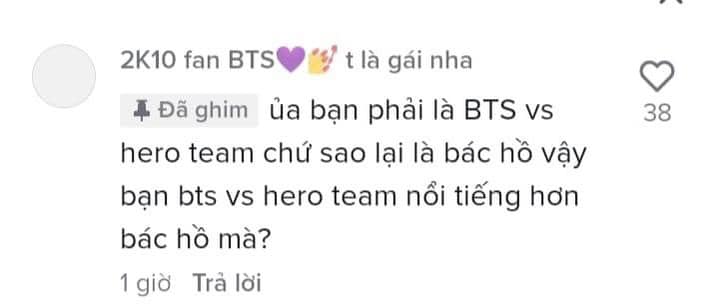 2K10 fan BTS💜💅 t là gái nha
Đã ghim ủa bạn phải là BTS vs
hero team chứ sao lại là bác hồ vậy
bạn bts vs hero team nổi tiếng hơn
bác hồ mà?
38
1 giờ Trả lời